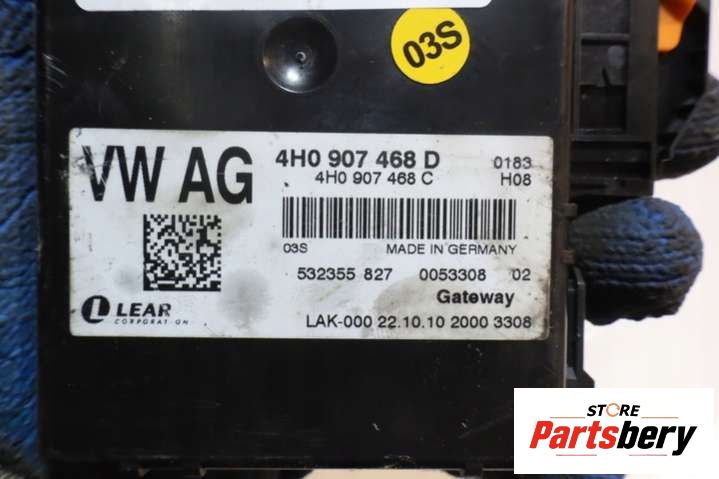 03S
VW AG
4H0 907 468 D 0183
4H0 907 468 C H08
03S MADE IN GERMANY
532355 827 0053308 02
Gateway
LEAR
CORPORATION
LAK-000 22.10.10 2000 3308
STORE
Partsbery